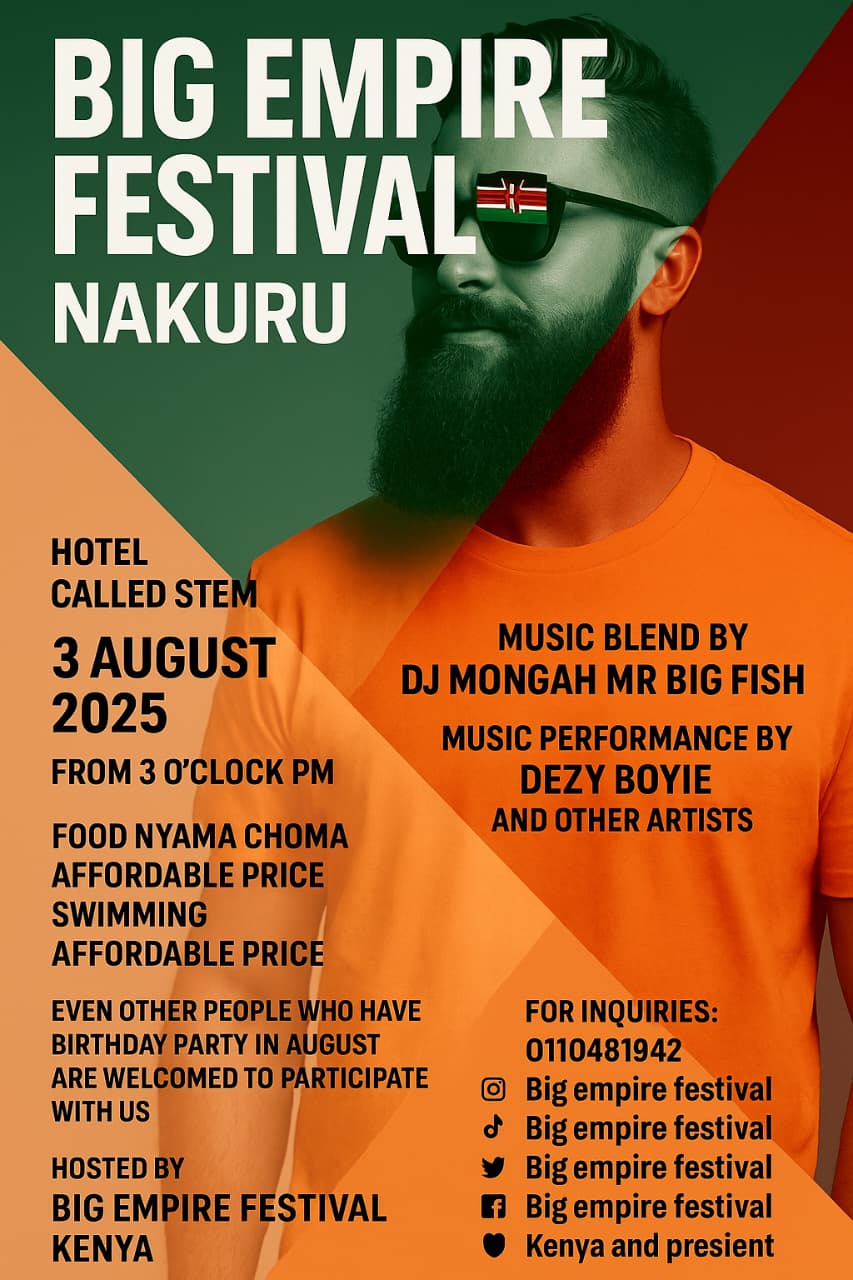 BIG EMPIRE
FESTIVAL
NAKURU
HOTEL
CALLED STEM
3 AUGUST
2025
FROM 3 O'CLOCK PM
FOOD NYAMA CHOMA
AFFORDABLE PRICE
SWIMMING
AFFORDABLE PRICE
EVEN OTHER PEOPLE WHO HAVE
BIRTHDAY PARTY IN AUGUST
ARE WELCOMED TO PARTICIPATE
WITH US
HOSTED BY
BIG EMPIRE FESTIVAL
KENYA
MUSIC BLEND BY
DJ MONGAH MR BIG FISH
MUSIC PERFORMANCE BY
DEZY BOYIE
AND OTHER ARTISTS
FOR INQUIRIES:
0110481942
Big empire festival
Big empire festival
Big empire festival
Big empire festival
Kenya and presient